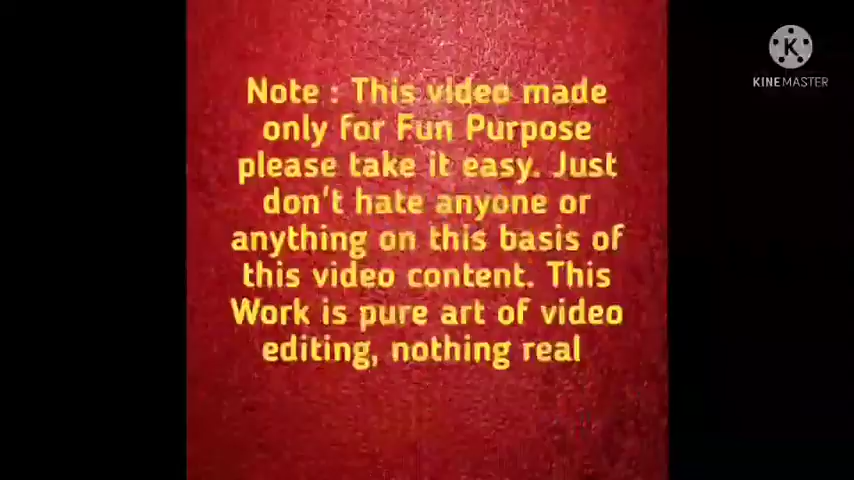 Note : This video made
only for Fun Purpose
please take it easy. Just
don't hate anyone or
anything on this basis of
this video content. This
Work is pure art of video
editing, nothing real
K
KINEMASTER